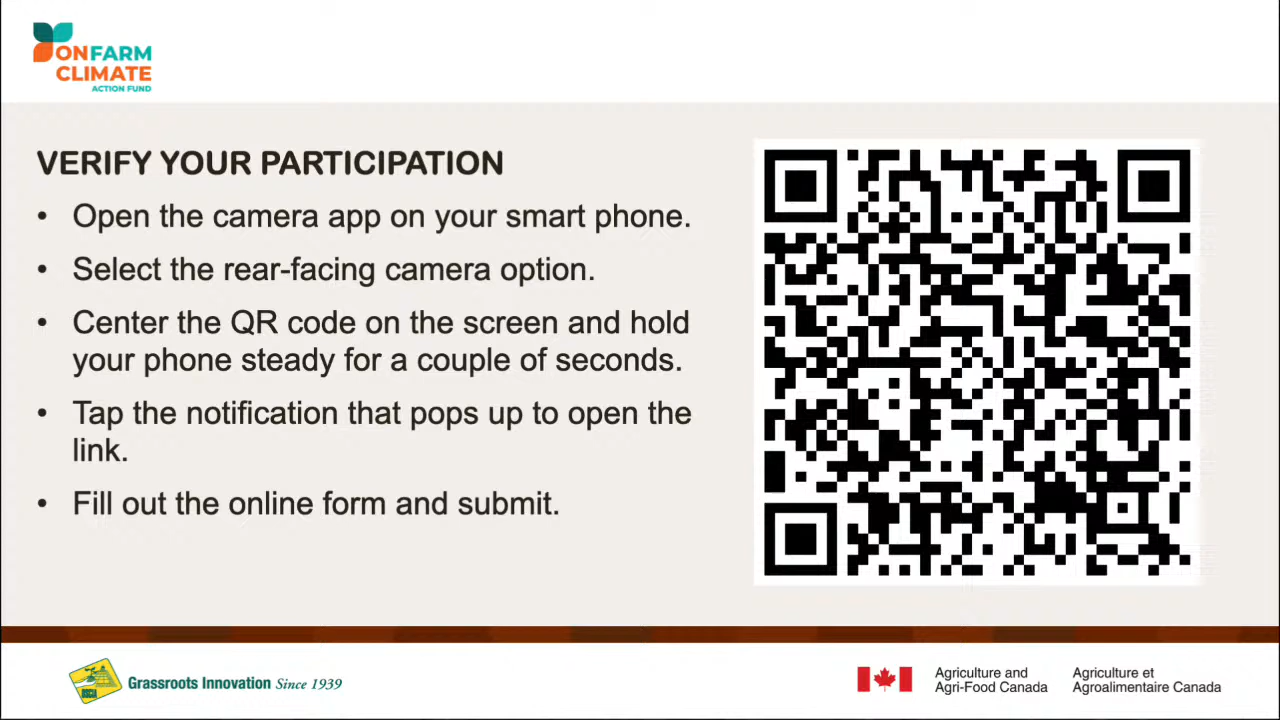 ONFARM
CLIMATE
ACTION FUND
VERIFY YOUR PARTICIPATION
• Open the camera app on your smart phone.
• Select the rear-facing camera option.
• Center the QR code on the screen and hold
your phone steady for a couple of seconds.
• Tap the notification that pops up to open the
link.
• Fill out the online form and submit.
Grassroots Innovation Since 1939
Agriculture and
Agri-Food Canada
Agriculture et
Agroalimentaire Canada